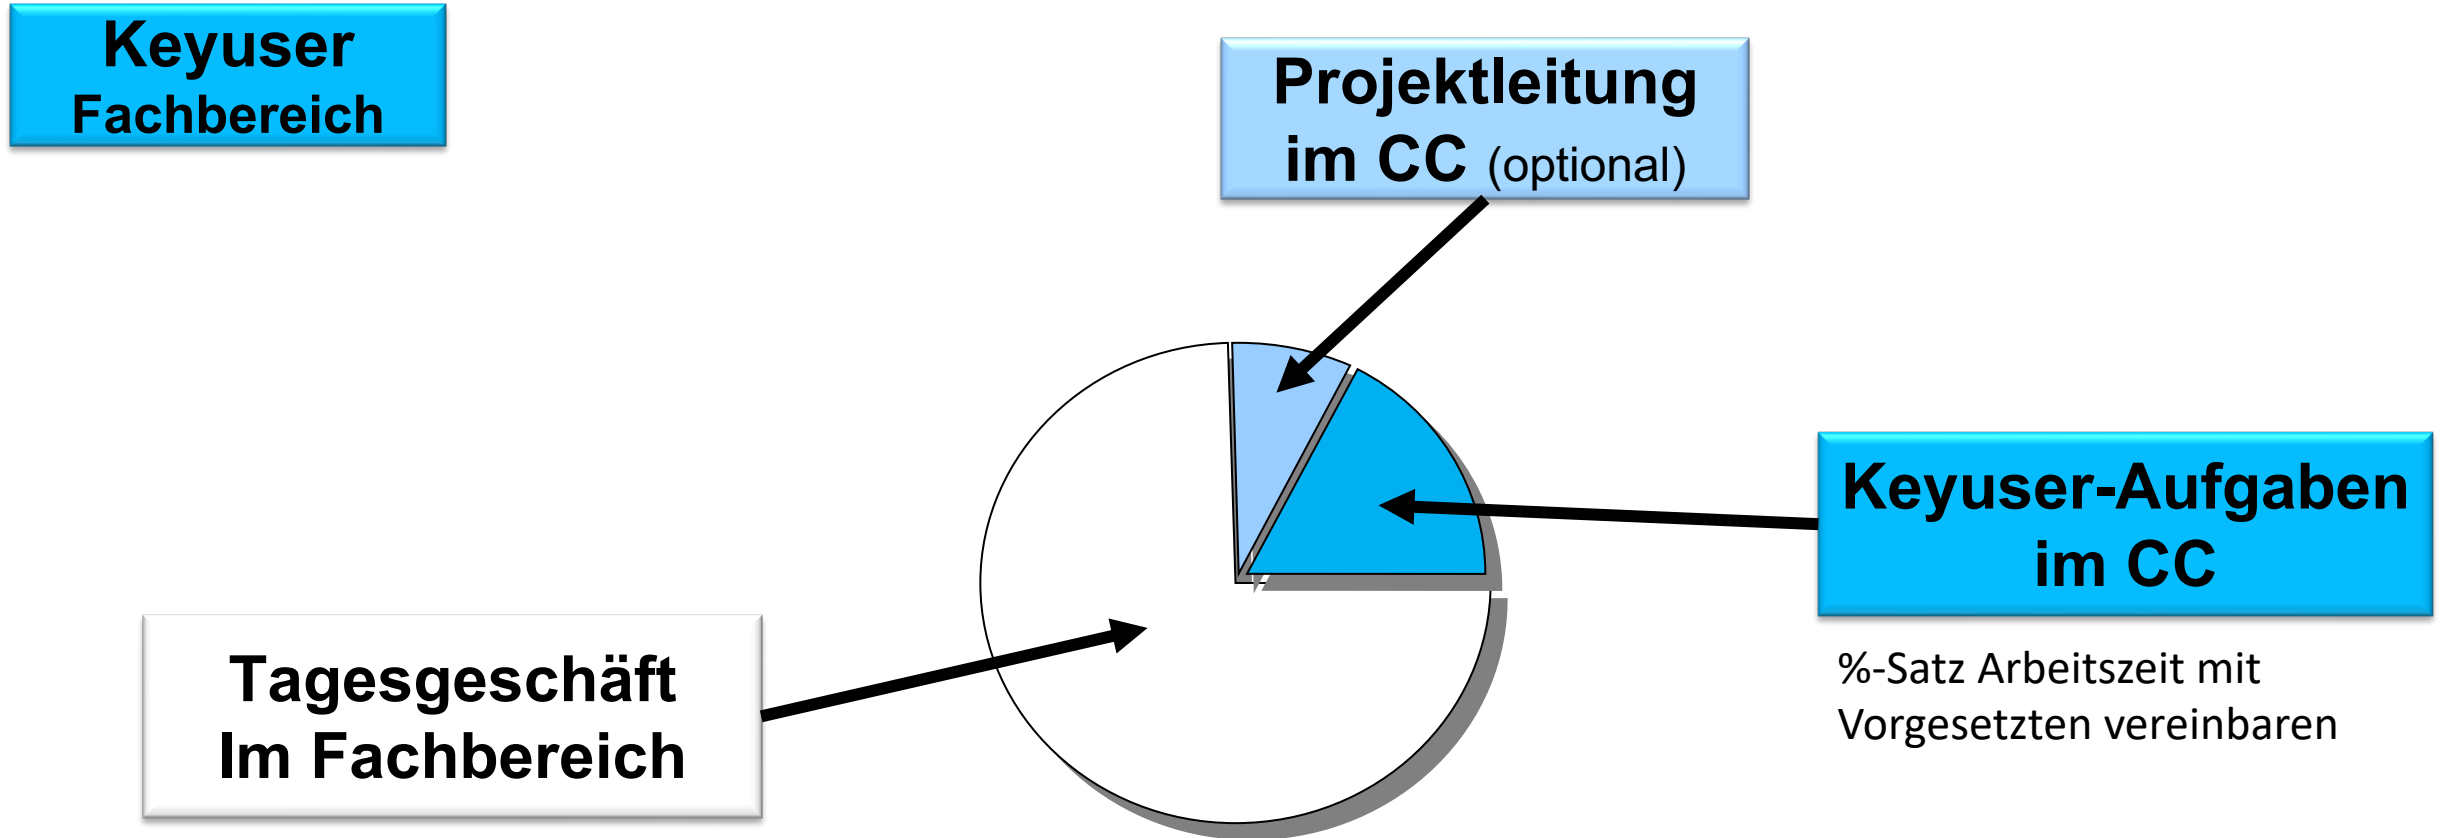 Keyuser
Fachbereich
Projektleitung
im CC (optional)
Keyuser-Aufgaben
im CC
%-Satz Arbeitszeit mit
Vorgesetzten vereinbaren
Tagesgeschäft
Im Fachbereich